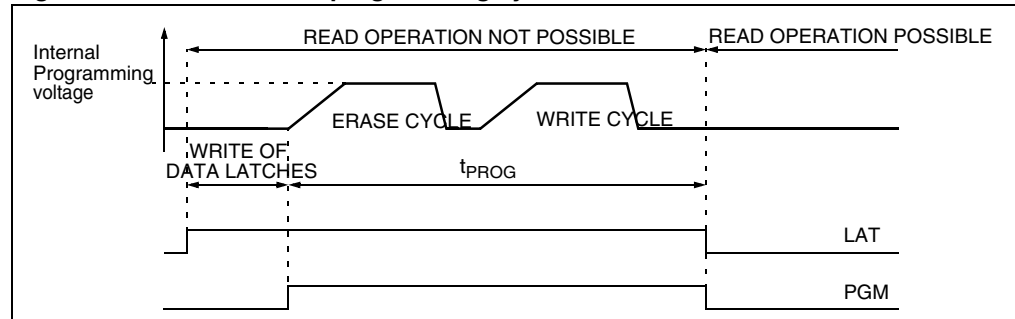 READ OPERATION NOT POSSIBLE
READ OPERATION POSSIBLE
Internal
Programming
voltage
ERASE CYCLE
WRITE CYCLE
WRITE OF
DATA LATCHES
tPROG
LAT
PGM